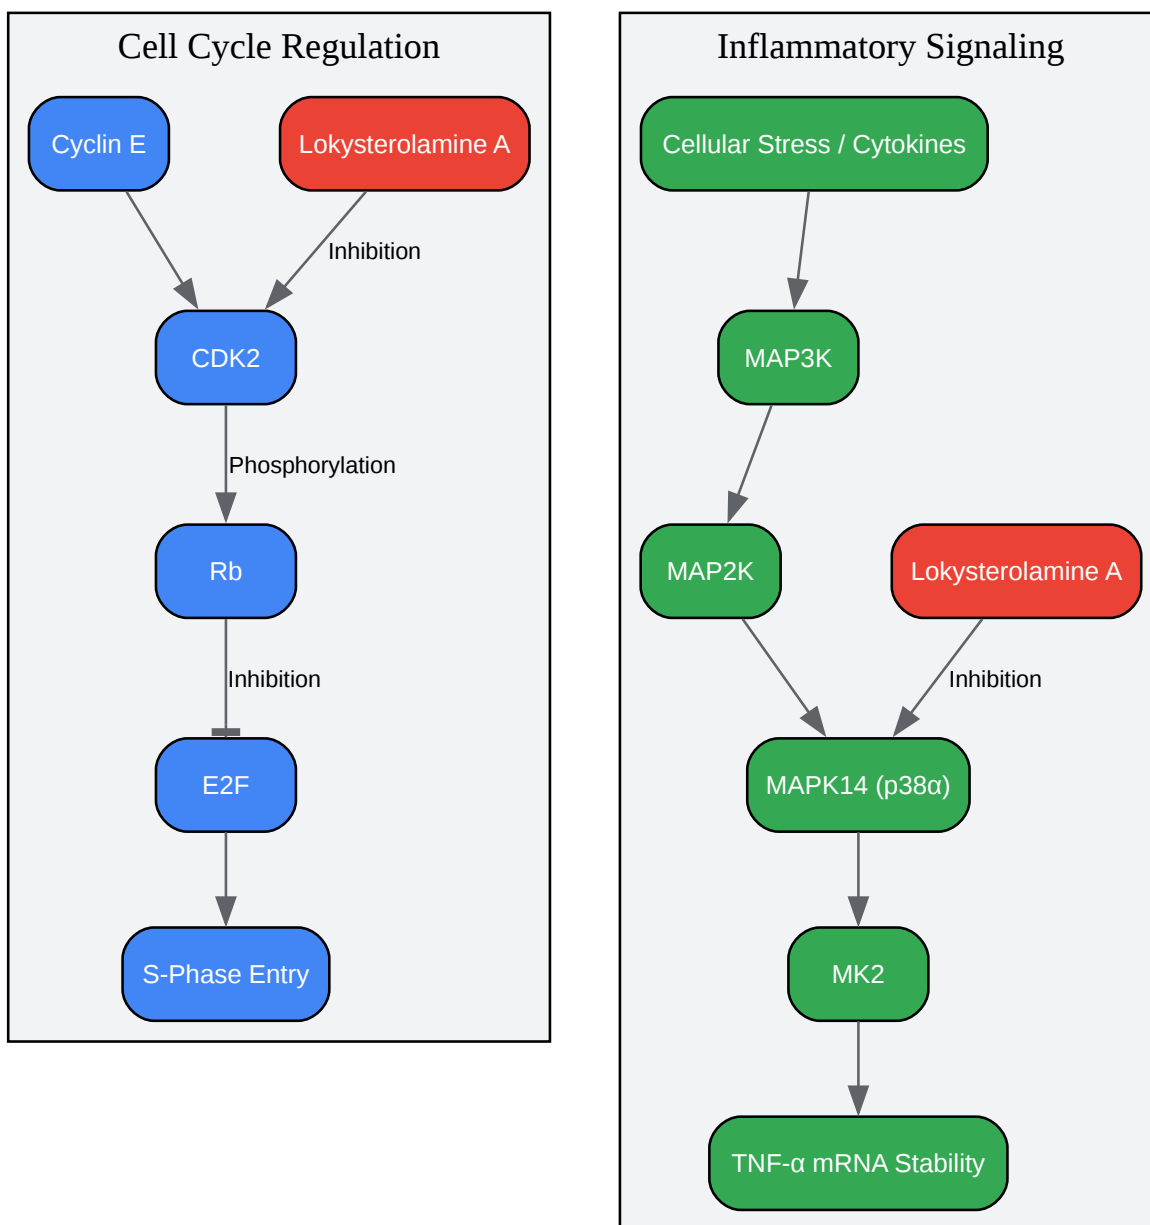 Cell Cycle Regulation
Cyclin E
Lokysterolamine A
Inhibition
CDK2
Phosphorylation
Rb
Inhibition
E2F
S-Phase Entry
Inflammatory Signaling
Cellular Stress / Cytokines
MAP3K
MAP2K
Lokysterolamine A
Inhibition
MAPK14 (p38α)
MK2
TNF-α mRNA Stability